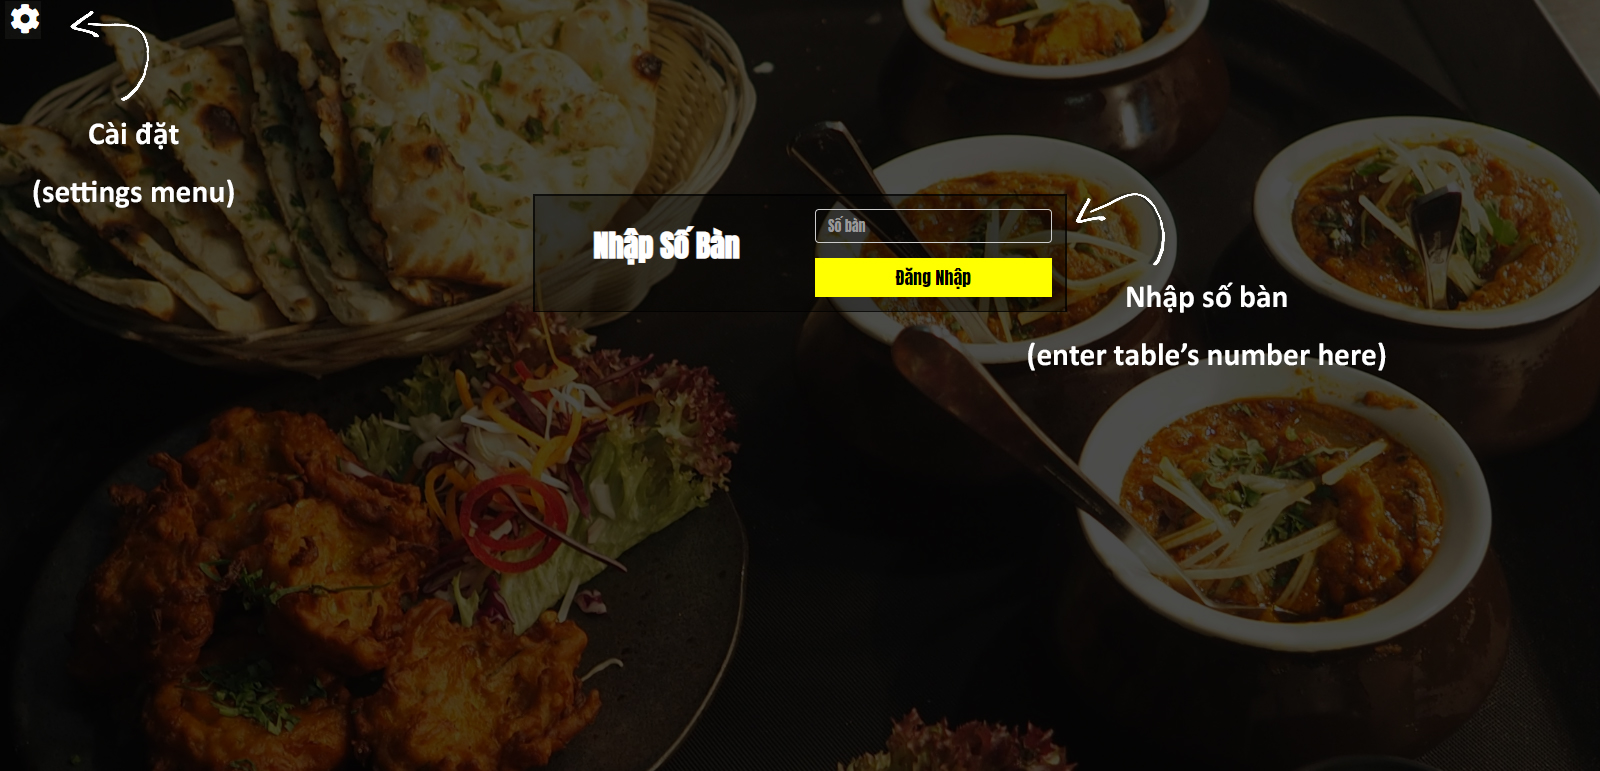 Cài đặt
(settings menu)
Nhập Số Bàn
Số bàn
Đăng Nhập
Nhập số bàn
(enter table’s number here)